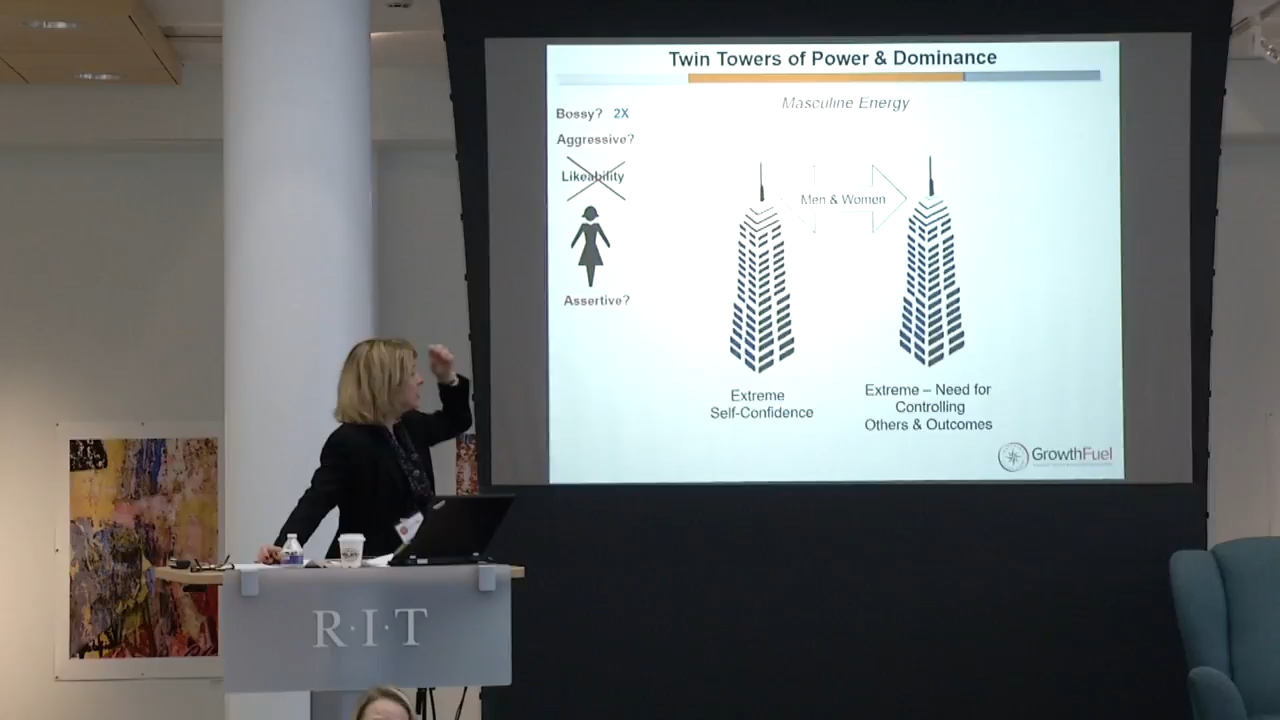 Twin Towers of Power & Dominance
Masculine Energy
Bossy? 2X
Aggressive?
Likeability
Assertive?
Men & Women
Extreme
Self-Confidence
Extreme – Need for
Controlling
Others & Outcomes
GrowthFuel
R·I·T